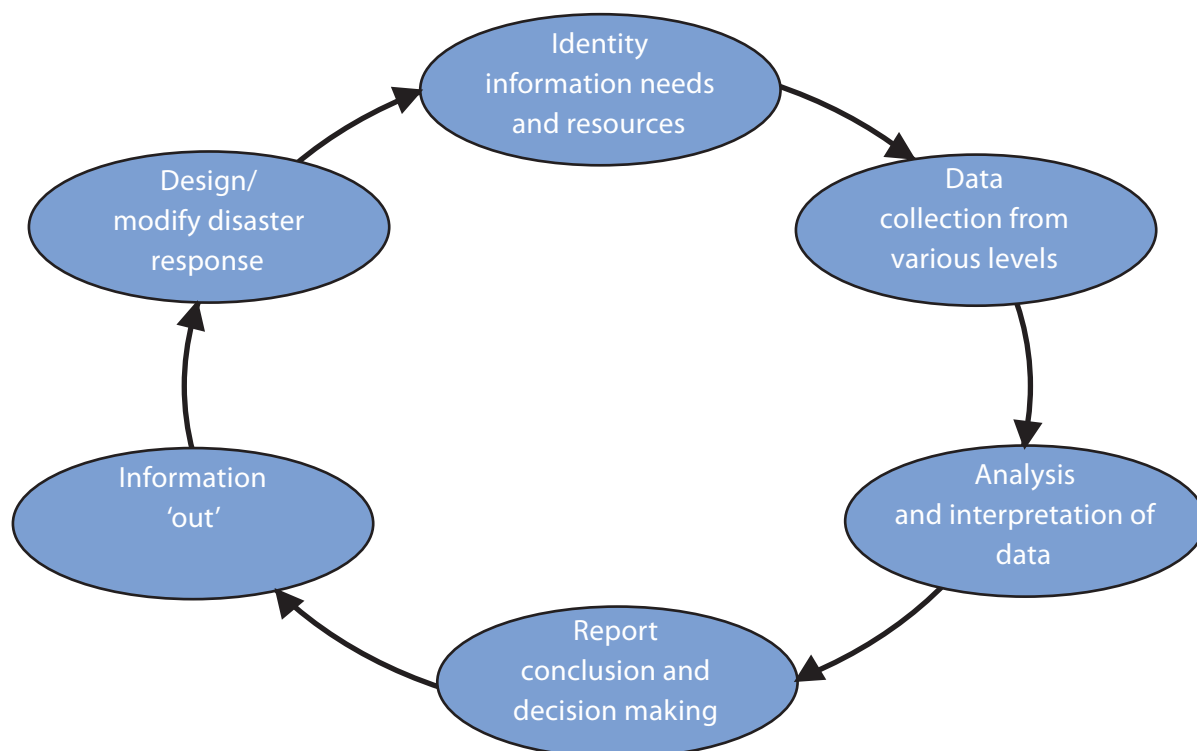 Identity
information needs
and resources
Data
collection from
various levels
Analysis
and interpretation of
data
Report
conclusion and
decision making
Information
‘out’
Design/
modify disaster
response